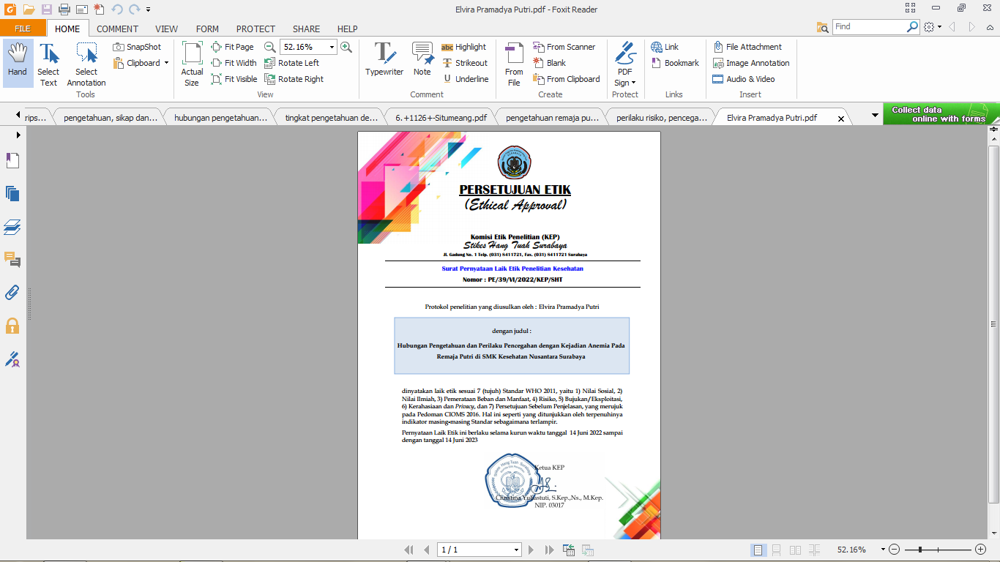 Elvira Pramadya Putri.pdf - Foxit Reader
FILE HOME COMMENT VIEW FORM PROTECT SHARE HELP
Find
Hand
Select Text
Select Annotation
SnapShot
Clipboard
Tools
Actual Size
Fit Page
Fit Width
Fit Visible
52.16%
Rotate Left
Rotate Right
View
Typewriter
Note
Highlight
Strikeout
Underline
Comment
From File
From Scanner
Blank
From Clipboard
Create
PDF Sign
Protect
Link
Bookmark
Links
File Attachment
Image Annotation
Audio & Video
Insert
rips... pengetahuan, sikap dan... hubungan pengetahuan... tingkat pengetahuan de... 6.+1126+-Situmeang.pdf pengetahuan remaja pu... perilaku risiko, pencega... Elvira Pramadya Putri.pdf
Collect data
online with forms
PERSETUJUAN ETIK
(Ethical Approval)
Komisi Etik Penelitian (KEP)
Stikes Hang Tuah Surabaya
Jl. Gadung No. 1 Telp. (031) 8411721, Fax. (031) 8411721 Surabaya
Surat Pernyataan Laik Etik Penelitian Kesehatan
Nomor : PE/39/VI/2022/KEP/SHT
Protokol penelitian yang diusulkan oleh : Elvira Pramadya Putri
dengan judul :
Hubungan Pengetahuan dan Perilaku Pencegahan dengan Kejadian Anemia Pada
Remaja Putri di SMK Kesehatan Nusantara Surabaya
dinyatakan laik etik sesuai 7 (tujuh) Standar WHO 2011, yaitu 1) Nilai Sosial, 2)
Nilai Ilmiah, 3) Pemerataan Beban dan Manfaat, 4) Risiko, 5) Bujukan/Eksploitasi,
6) Kerahasiaan dan Privacy, dan 7) Persetujuan Sebelum Penjelasan, yang merujuk
pada Pedoman CIOMS 2016. Hal ini seperti yang ditunjukkan oleh terpenuhinya
indikator masing-masing Standar sebagaimana terlampir.
Pernyataan Laik Etik ini berlaku selama kurun waktu tanggal 14 Juni 2022 sampai
dengan tanggal 14 Juni 2023
Ketua KEP
Christina Yuliastuti, S.Kep.,Ns., M.Kep.
NIP. 03017
1 / 1
52.16%